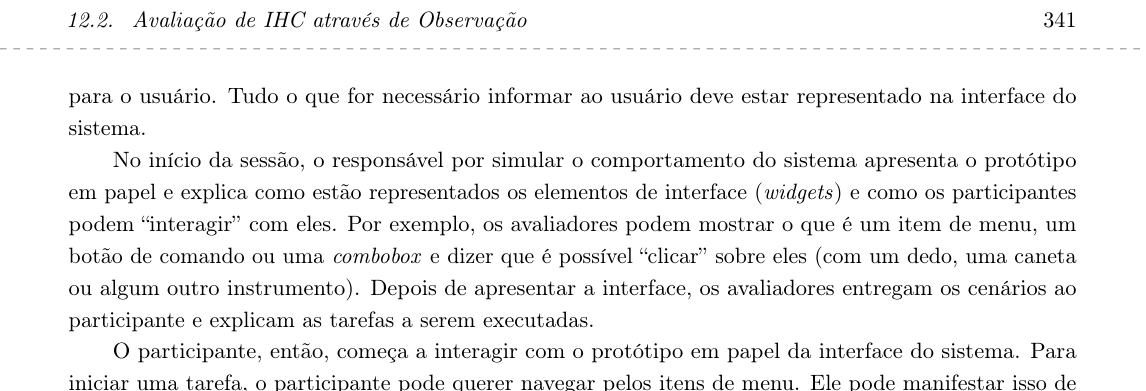 12.2. Avaliação de IHC através de Observação 341
para o usuário. Tudo o que for necessário informar ao usuário deve estar representado na interface do
sistema.
No início da sessão, o responsável por simular o comportamento do sistema apresenta o protótipo
em papel e explica como estão representados os elementos de interface (widgets) e como os participantes
podem “interagir” com eles. Por exemplo, os avaliadores podem mostrar o que é um item de menu, um
botão de comando ou uma combobox e dizer que é possível “clicar” sobre eles (com um dedo, uma caneta
ou algum outro instrumento). Depois de apresentar a interface, os avaliadores entregam os cenários ao
participante e explicam as tarefas a serem executadas.
O participante, então, começa a interagir com o protótipo em papel da interface do sistema. Para
iniciar uma tarefa, o participante pode querer navegar pelos itens de menu. Ele pode manifestar isso de